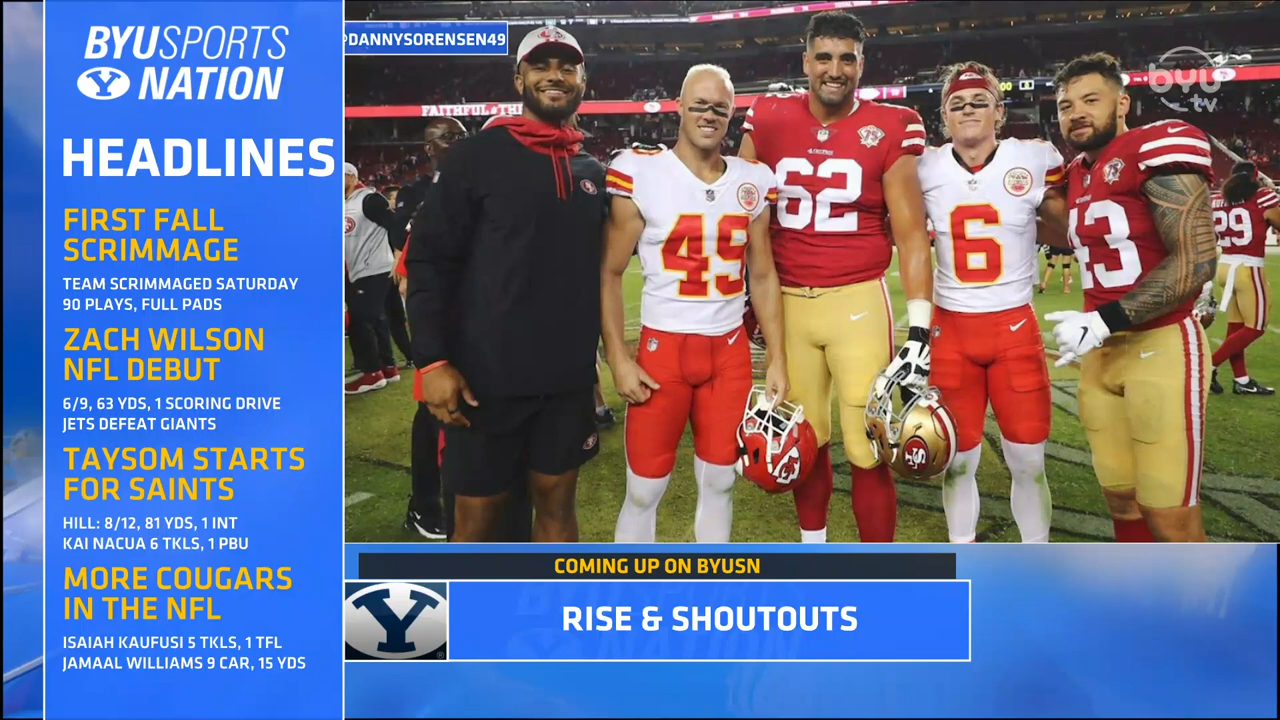 BYUSPORTS
NATION
HEADLINES
FIRST FALL
SCRIMMAGE
TEAM SCRIMMAGED SATURDAY
90 PLAYS, FULL PADS
ZACH WILSON
NFL DEBUT
6/9, 63 YDS, 1 SCORING DRIVE
JETS DEFEAT GIANTS
TAYSOM STARTS
FOR SAINTS
HILL: 8/12, 81 YDS, 1 INT
KAI NACUA 6 TKLS, 1 PBU
MORE COUGARS
IN THE NFL
ISAIAH KAUFUSI 5 TKLS, 1 TFL
JAMAAL WILLIAMS 9 CAR, 15 YDS
@DANNYSORENSEN49
byu
tv
FAITHFUL
49
62
6
43
29
COMING UP ON BYUSN
Y
RISE & SHOUTOUTS